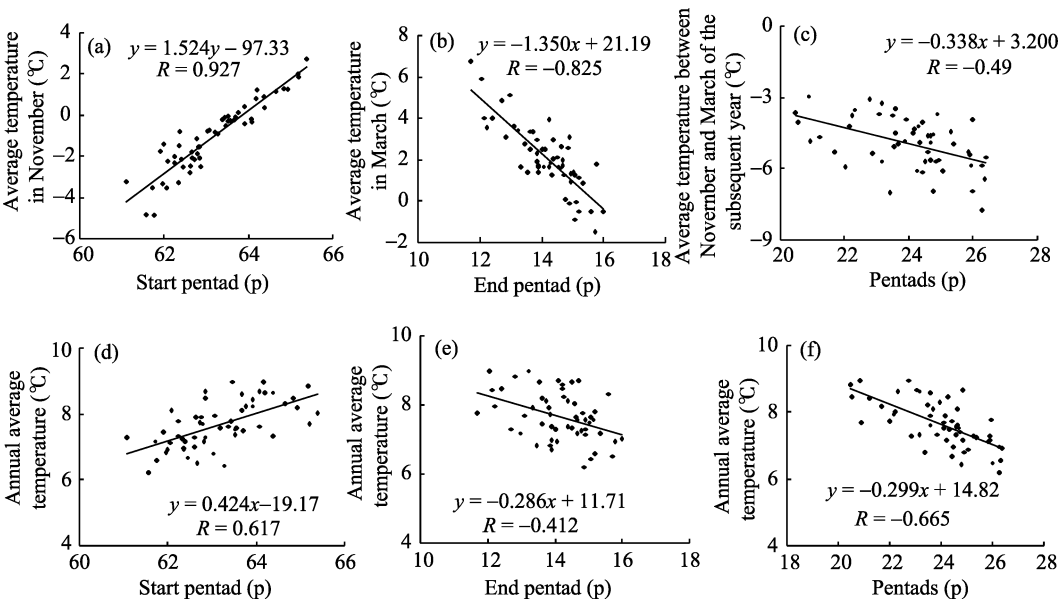 (a)
y = 1.524y − 97.33
R = 0.927
Average temperature
in November (℃)
4
2
0
−2
−4
−6
60
62
64
66
Start pentad (p)
(b)
y = −1.350x + 21.19
R = −0.825
Average temperature
in March (℃)
8
6
4
2
0
−2
10
12
14
16
18
End pentad (p)
(c)
y = −0.338x + 3.200
R = −0.49
Average temperature between
November and March of the
subsequent year (℃)
0
−3
−6
−9
20
22
24
26
28
Pentads (p)
(d)
y = 0.424x−19.17
R = 0.617
Annual average
temperature (℃)
10
8
6
4
60
62
64
66
Start pentad (p)
(e)
y = −0.286x + 11.71
R = −0.412
Annual average
temperature (℃)
10
8
6
4
10
12
14
16
18
End pentad (p)
(f)
y = −0.299x + 14.82
R = −0.665
Annual average
temperature (℃)
10
8
6
4
18
20
22
24
26
28
Pentads (p)